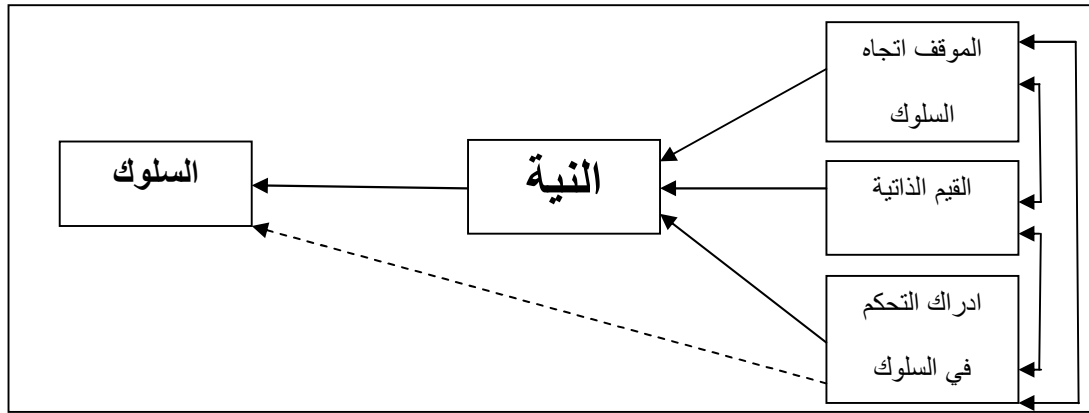 الموقف اتجاه
السلوك
القيم الذاتية
ادراك التحكم
في السلوك
النية
السلوك